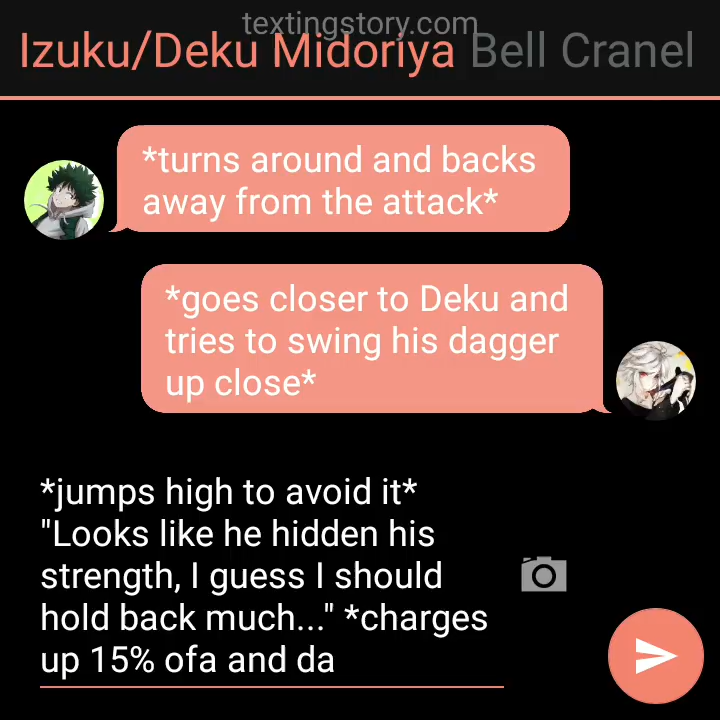 textingstory.com
Izuku/Deku Midoriya Bell Cranel
*turns around and backs
away from the attack*
*goes closer to Deku and
tries to swing his dagger
up close*
*jumps high to avoid it*
"Looks like he hidden his
strength, I guess I should
hold back much..." *charges
up 15% ofa and da